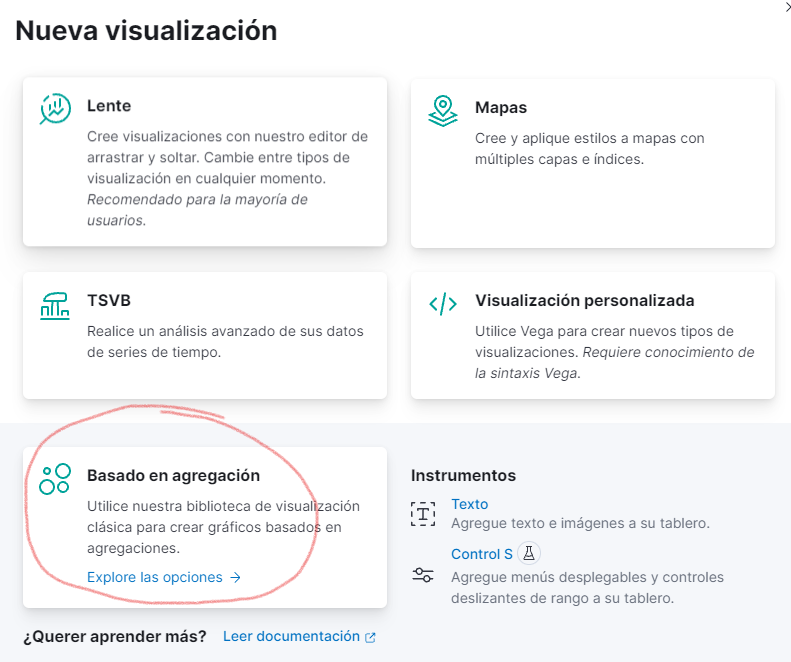 Nueva visualización
Lente
Cree visualizaciones con nuestro editor de
arrastrar y soltar. Cambie entre tipos de
visualización en cualquier momento.
Recomendado para la mayoría de
usuarios.
Mapas
Cree y aplique estilos a mapas con
múltiples capas e índices.
TSVB
Realice un análisis avanzado de sus datos
de series de tiempo.
Visualización personalizada
Utilice Vega para crear nuevos tipos de
visualizaciones. Requiere conocimiento de
la sintaxis Vega.
Basado en agregación
Utilice nuestra biblioteca de visualización
clásica para crear gráficos basados en
agregaciones.
Explore las opciones
Instrumentos
Texto
Agregue texto e imágenes a su tablero.
Control S
Agregue menús desplegables y controles
deslizantes de rango a su tablero.
¿Querer aprender más? Leer documentación